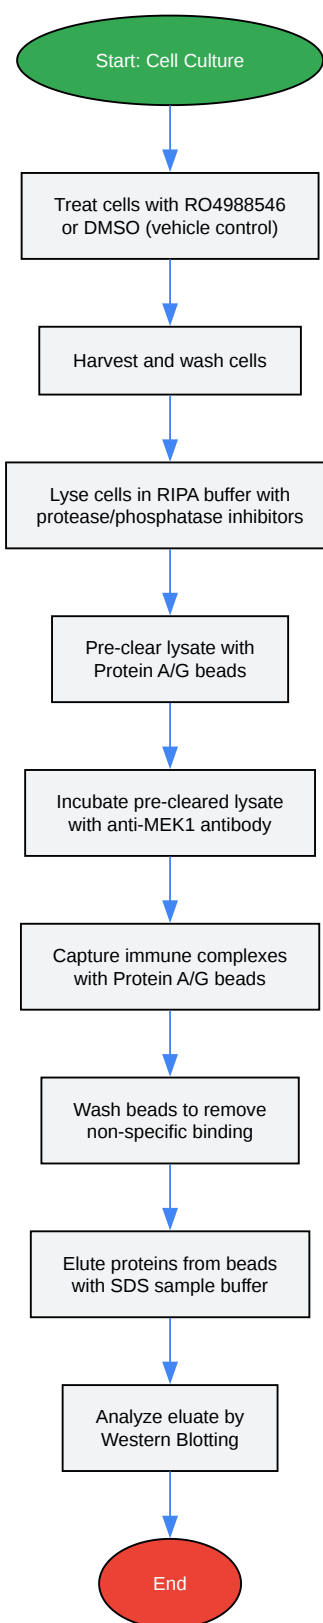 Start: Cell Culture
Treat cells with RO4988546
or DMSO (vehicle control)
Harvest and wash cells
Lyse cells in RIPA buffer with
protease/phosphatase inhibitors
Pre-clear lysate with
Protein A/G beads
Incubate pre-cleared lysate
with anti-MEK1 antibody
Capture immune complexes
with Protein A/G beads
Wash beads to remove
non-specific binding
Elute proteins from beads
with SDS sample buffer
Analyze eluate by
Western Blotting
End